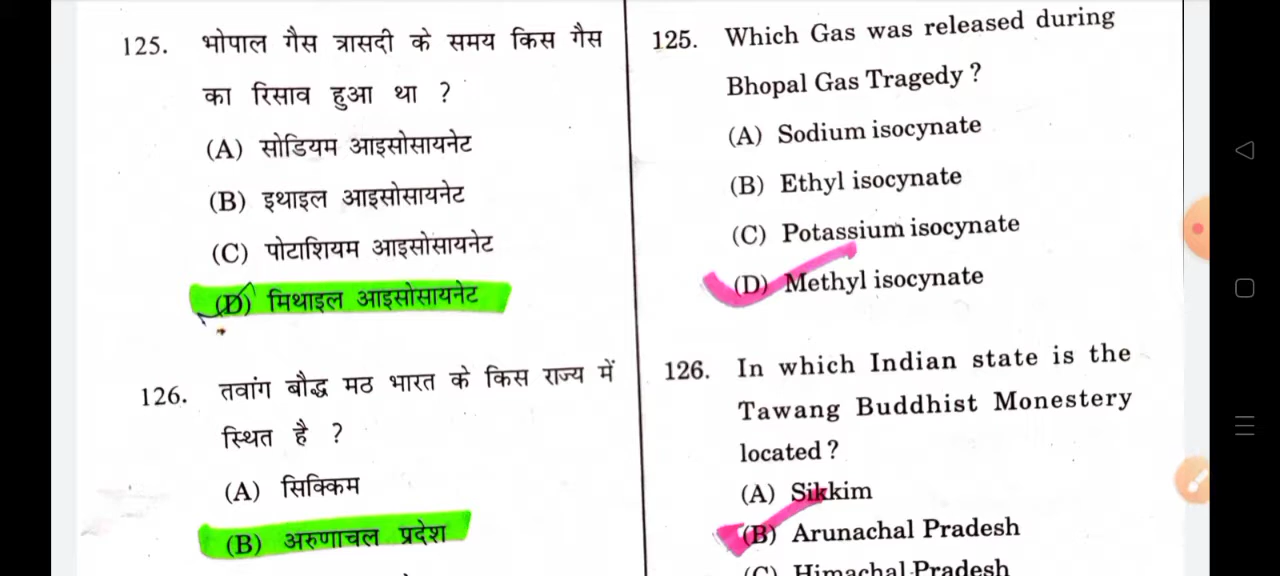 125. भोपाल गैस त्रासदी के समय किस गैस
का रिसाव हुआ था ?
(A) सोडियम आइसोसायनेट
(B) इथाइल आइसोसायनेट
(C) पोटाशियम आइसोसायनेट
(D) मिथाइल आइसोसायनेट
126. तवांग बौद्ध मठ भारत के किस राज्य में
स्थित है ?
(A) सिक्किम
(B) अरुणाचल प्रदेश
125. Which Gas was released during
Bhopal Gas Tragedy ?
(A) Sodium isocynate
(B) Ethyl isocynate
(C) Potassium isocynate
(D) Methyl isocynate
126. In which Indian state is the
Tawang Buddhist Monestery
located ?
(A) Sikkim
(B) Arunachal Pradesh
(C) Himachal Pradesh